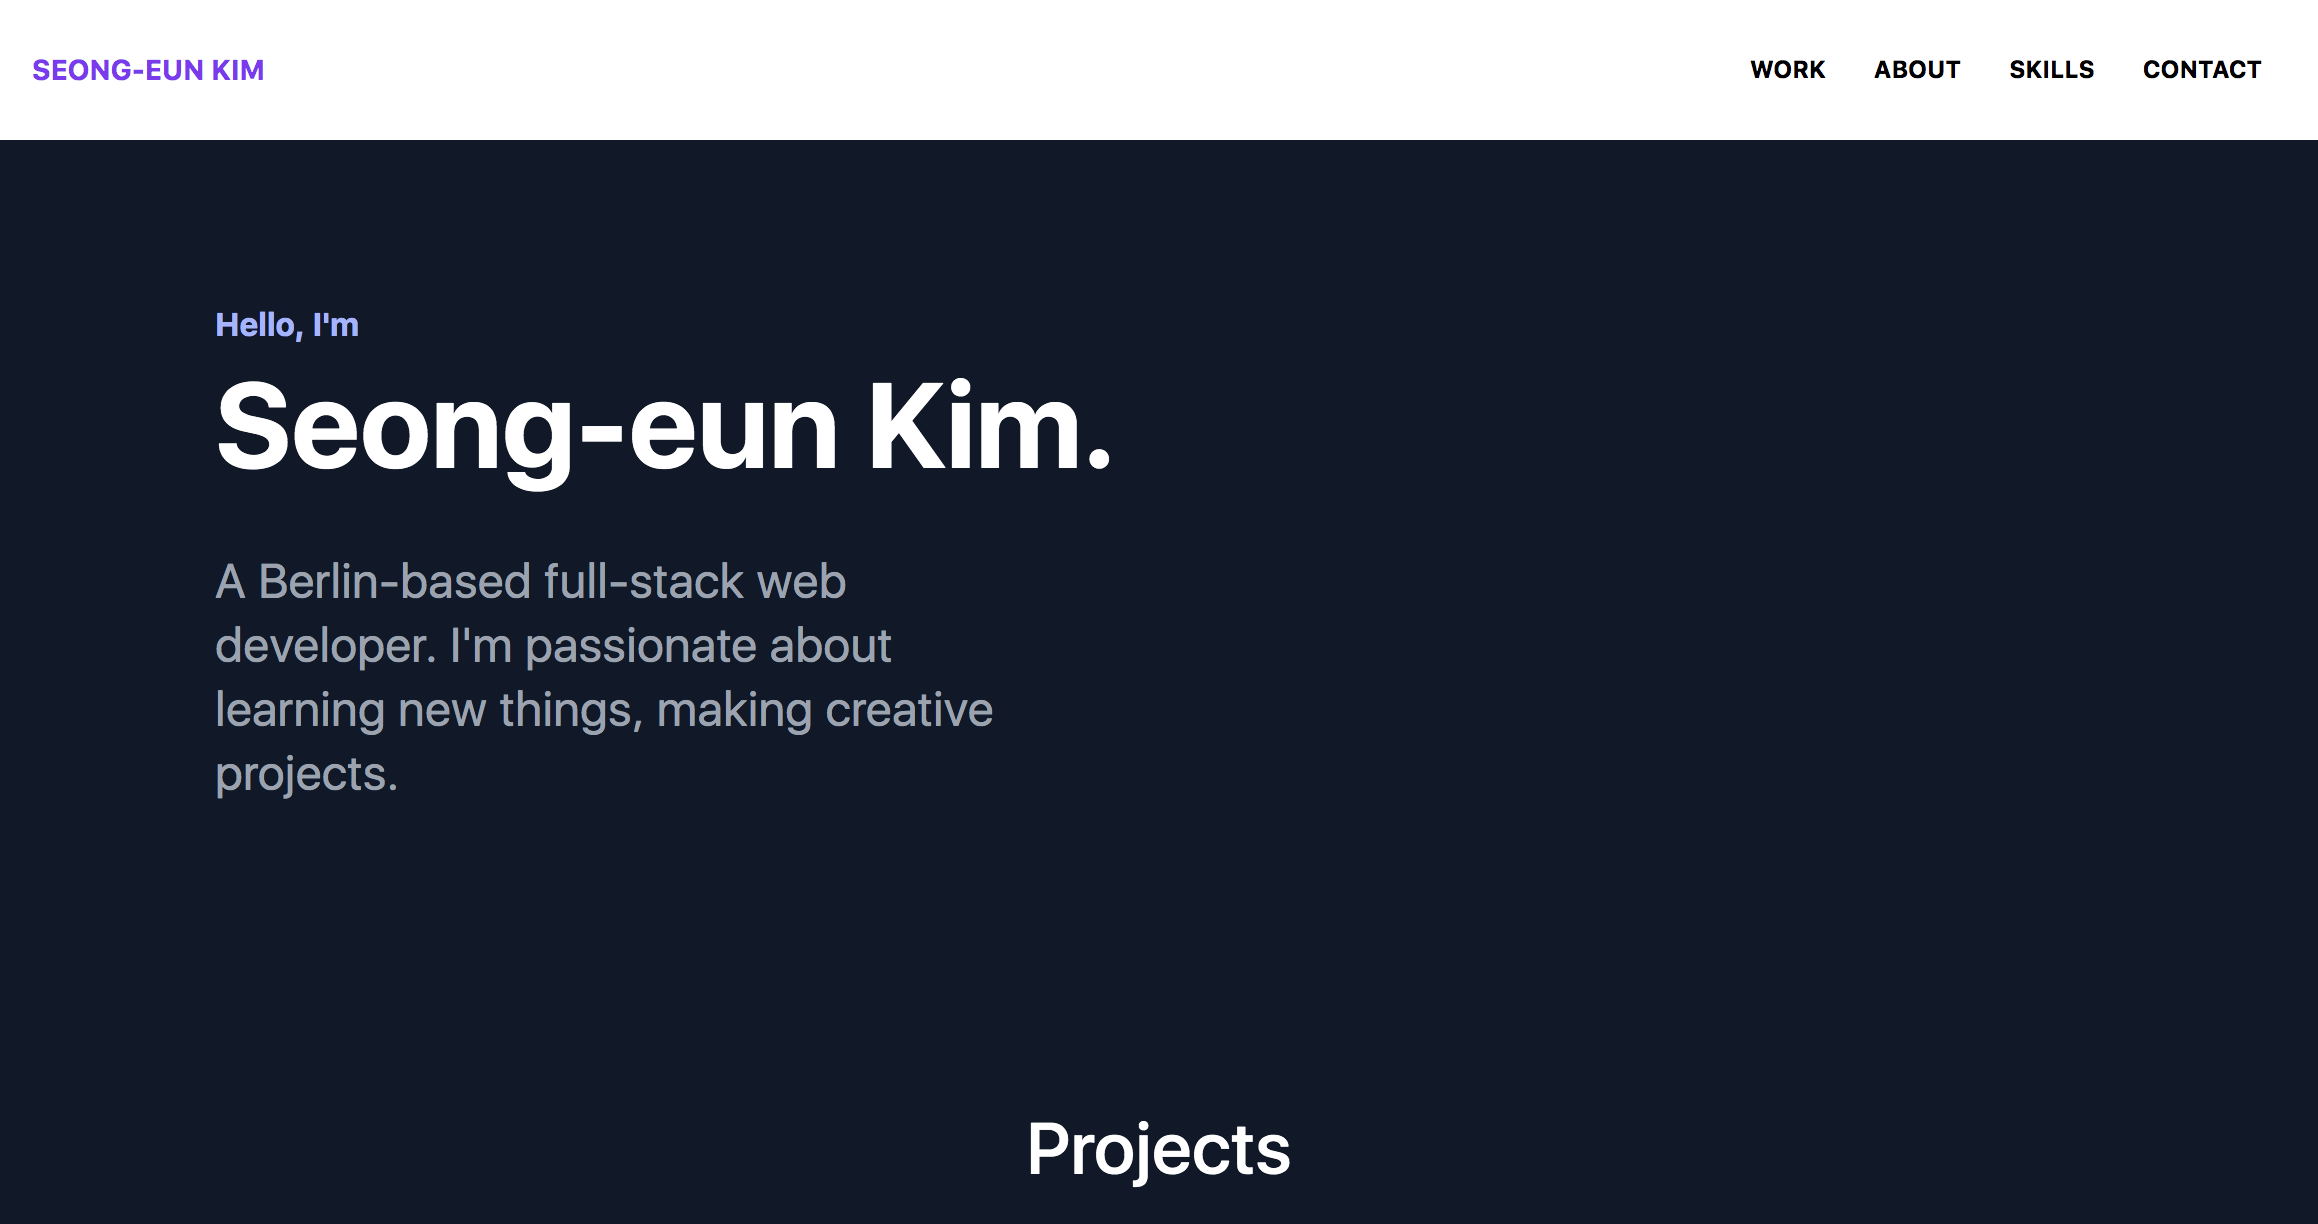 SEONG-EUN KIM
WORK ABOUT SKILLS CONTACT
Hello, I'm
Seong-eun Kim.
A Berlin-based full-stack web
developer. I'm passionate about
learning new things, making creative
projects.
Projects